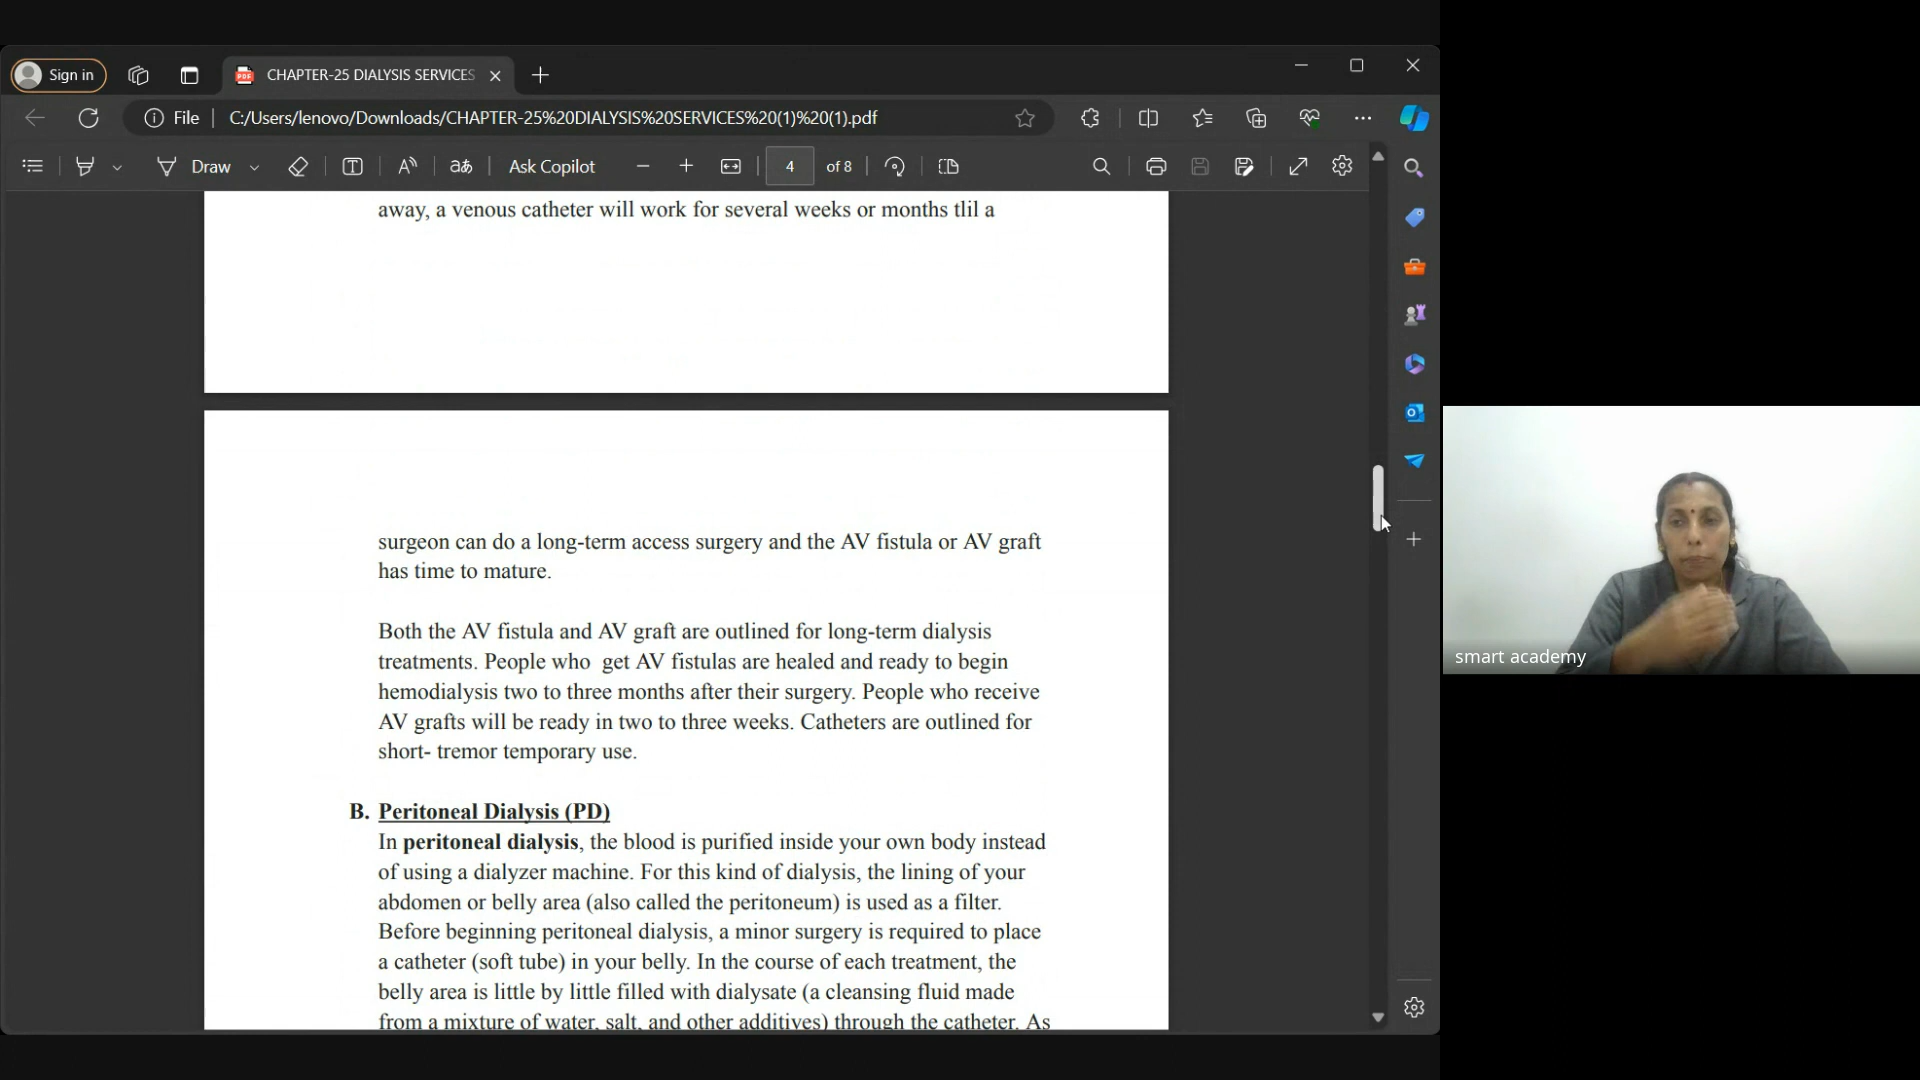 Sign in
CHAPTER-25 DIALYSIS SERVICES
File
C:/Users/lenovo/Downloads/CHAPTER-25%20DIALYSIS%20SERVICES%20(1)%20(1).pdf
Draw
Ask Copilot
4
of 8
away, a venous catheter will work for several weeks or months tlil a
surgeon can do a long-term access surgery and the AV fistula or AV graft
has time to mature.
Both the AV fistula and AV graft are outlined for long-term dialysis
treatments. People who get AV fistulas are healed and ready to begin
hemodialysis two to three months after their surgery. People who receive
AV grafts will be ready in two to three weeks. Catheters are outlined for
short- tremor temporary use.
B. Peritoneal Dialysis (PD)
In peritoneal dialysis, the blood is purified inside your own body instead
of using a dialyzer machine. For this kind of dialysis, the lining of your
abdomen or belly area (also called the peritoneum) is used as a filter.
Before beginning peritoneal dialysis, a minor surgery is required to place
a catheter (soft tube) in your belly. In the course of each treatment, the
belly area is little by little filled with dialysate (a cleansing fluid made
from a mixture of water, salt, and other additives) through the catheter. As
smart academy